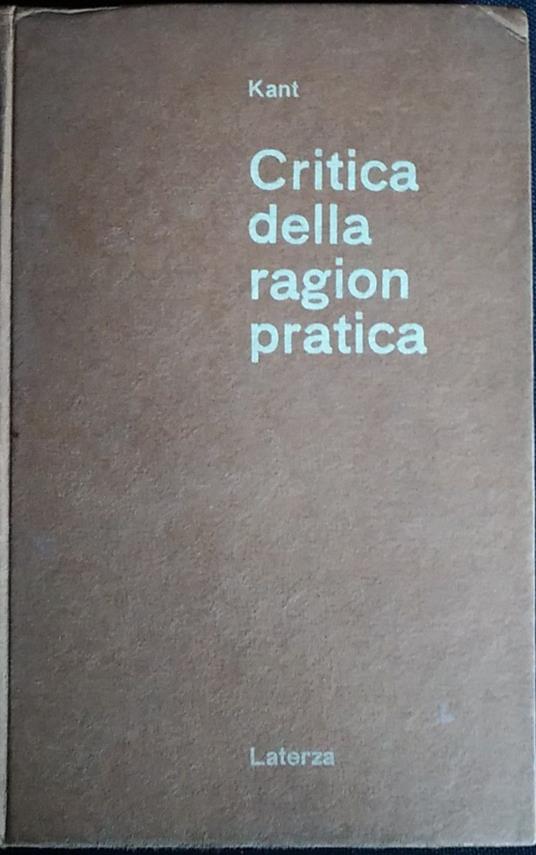 Kant
Critica
della
ragion
pratica
Laterza